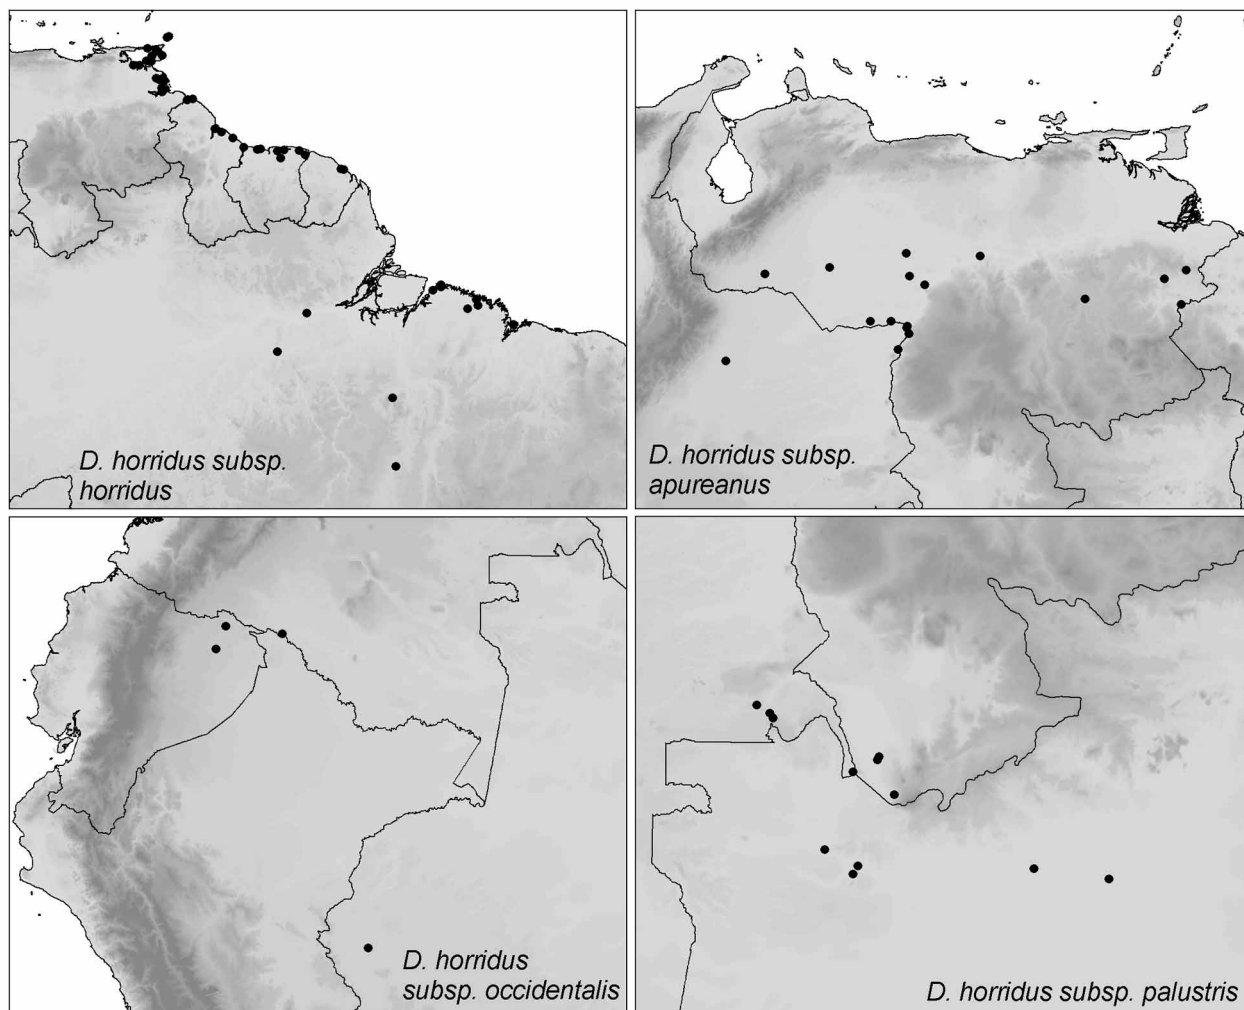 D. horridus subsp.
horridus
D. horridus subsp.
apureanus
D. horridus
subsp. occidentalis
D. horridus subsp. palustris